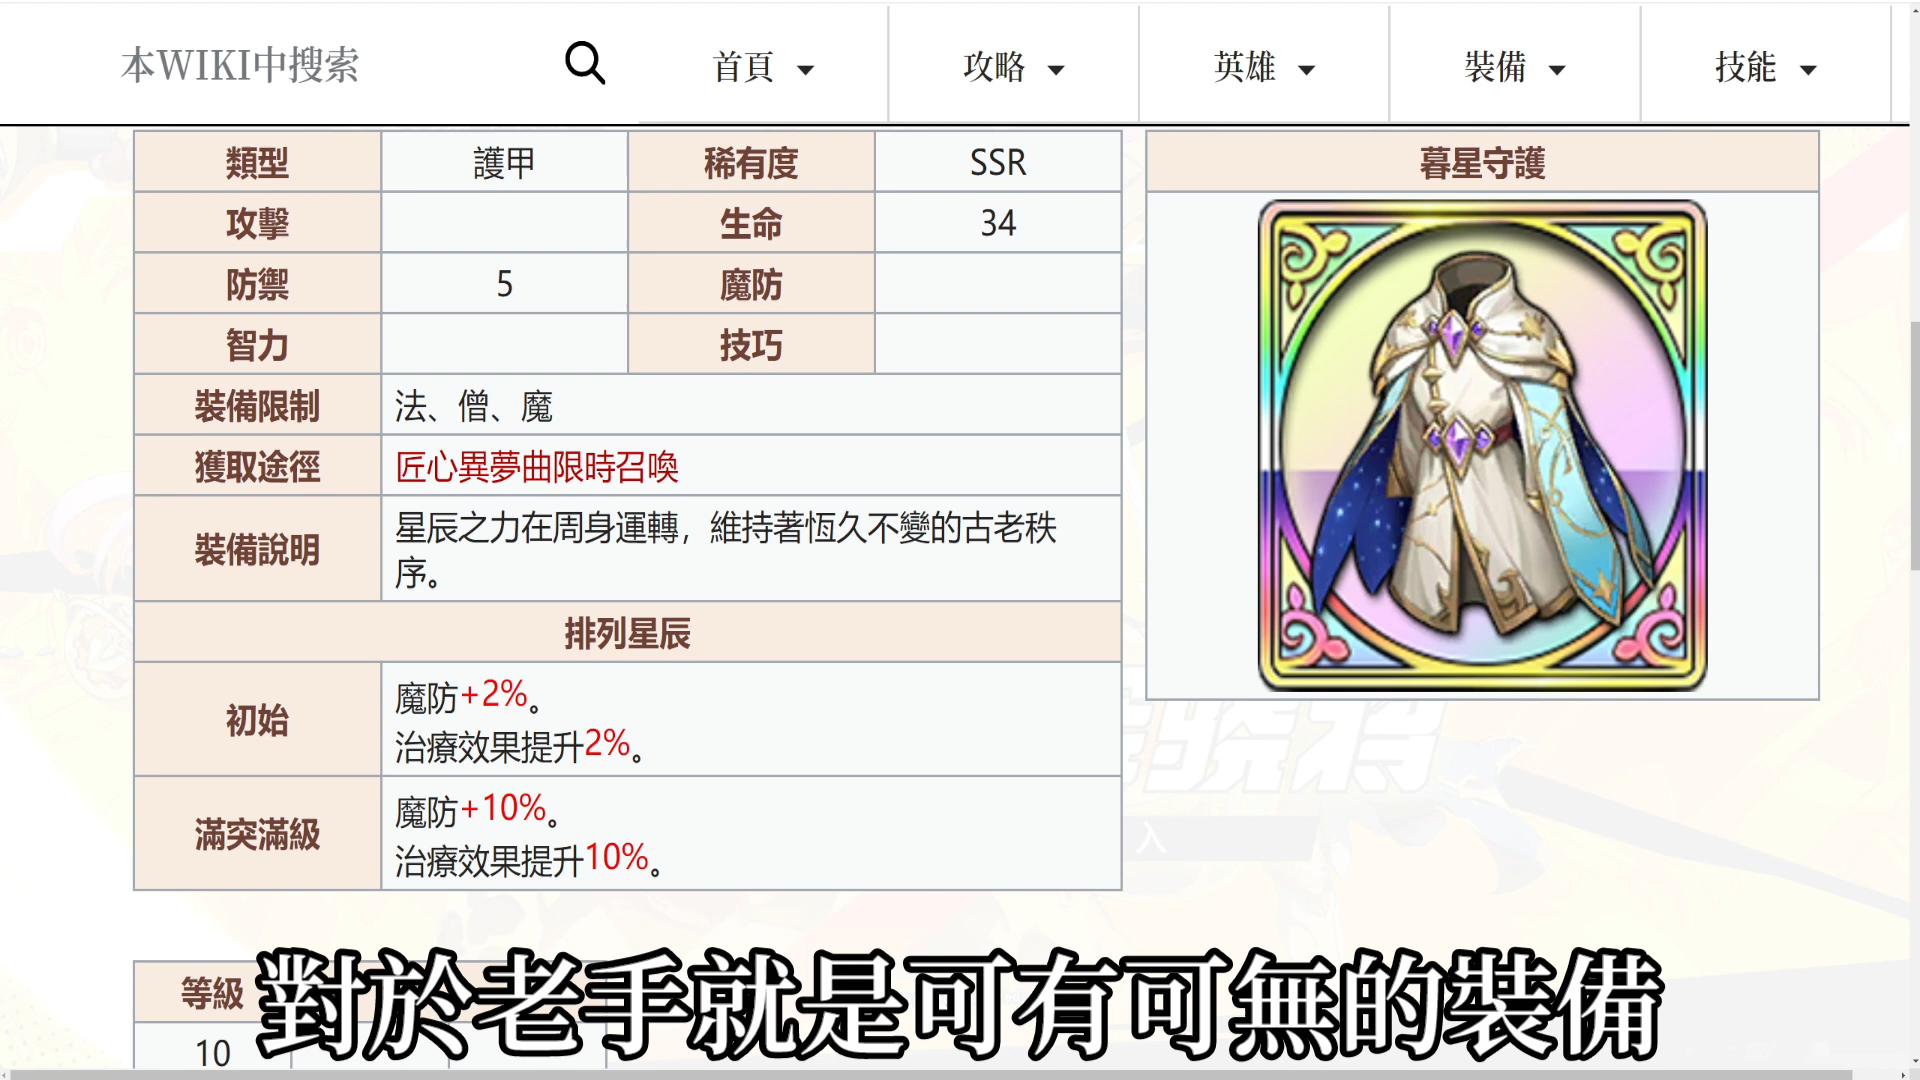 本WIKI中搜索
首頁
攻略
英雄
裝備
技能
類型 護甲 稀有度 SSR
攻擊 生命 34
防禦 5 魔防
智力 技巧
裝備限制 法、僧、魔
獲取途徑 匠心異夢曲限時召喚
裝備說明 星辰之力在周身運轉，維持著恆久不變的古老秩
序。
排列星辰
初始 魔防+2%。
治療效果提升2%。
滿突滿級 魔防+10%。
治療效果提升10%。
暮星守護
等級
10
對於老手就是可有可無的裝備